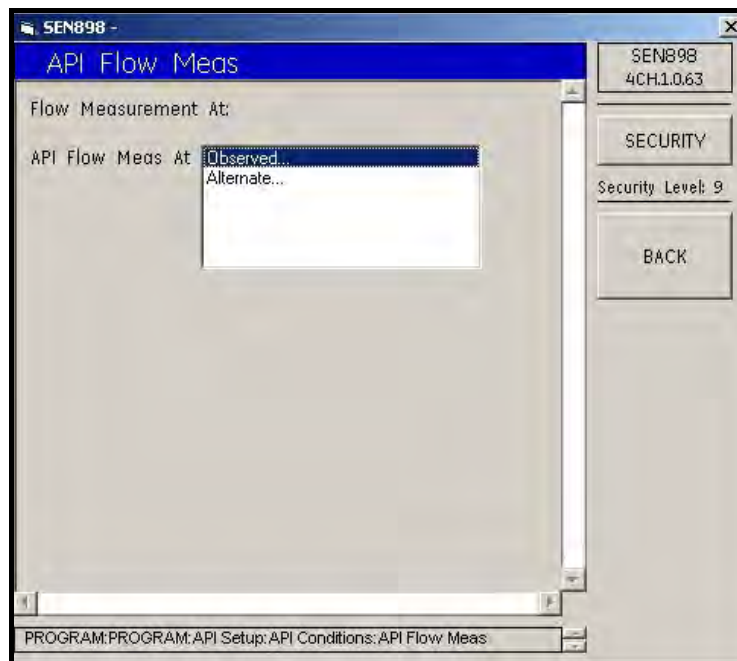 SEN898 -
API Flow Meas
SEN898
4CH.1.0.63
Flow Measurement At:
SECURITY
API Flow Meas At
Observed...
Alternate...
Security Level: 9
BACK
PROGRAM:PROGRAM:API Setup:API Conditions:API Flow Meas